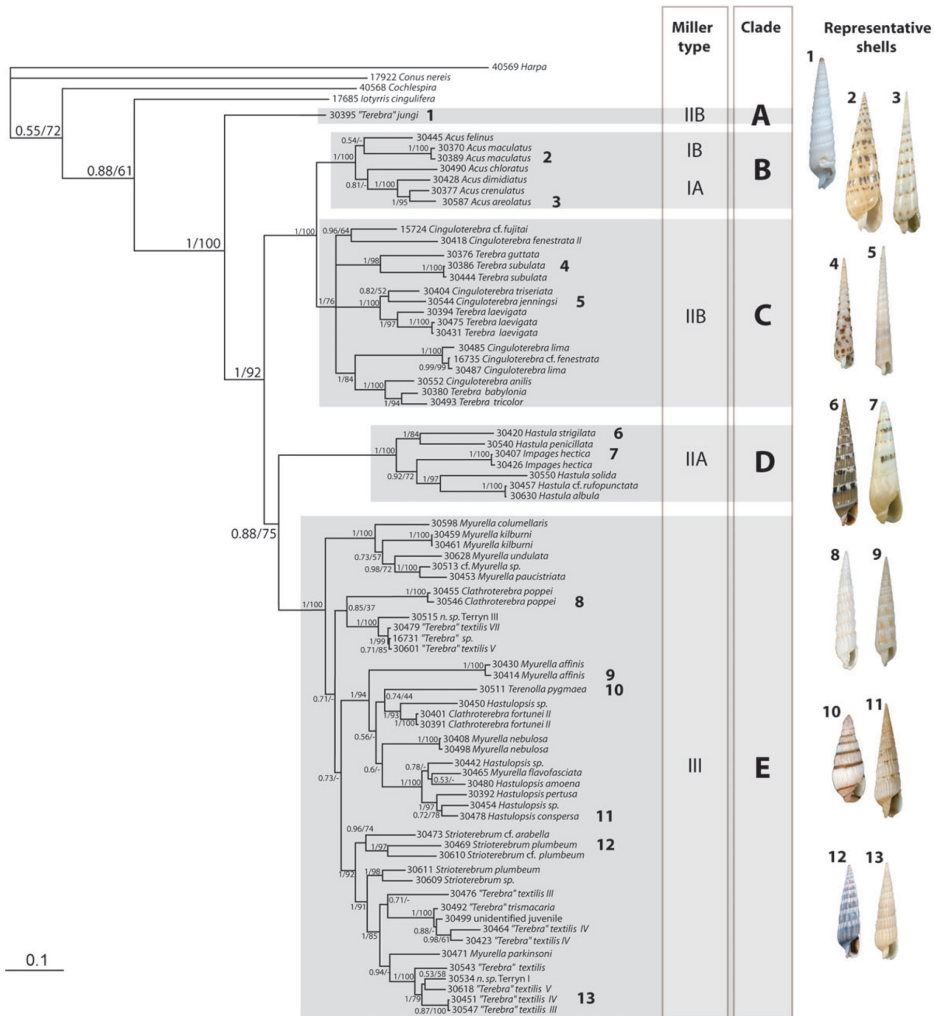 Miller type
Clade
Representative shells
40569 Harpa
17922 Conus nereis
40568 Cochlespira
17685 Iotyrris cingulifera
0.55/72
0.88/61
1/100
1/92
0.88/75
30395 "Terebra" jungi 1
IIB
A
30445 Acus felinus
30370 Acus maculatus
30389 Acus maculatus 2
30490 Acus chloratus
30428 Acus dimidiatus
30377 Acus crenulatus
30587 Acus areolatus 3
0.54/-
1/100
1/100
0.81/-
1/100
1/95
IB
IA
B
15724 Cinguloterebra cf. fujitai
30418 Cinguloterebra fenestrata II
30376 Terebra guttata
30386 Terebra subulata 4
30444 Terebra subulata
30404 Cinguloterebra triseriata
30544 Cinguloterebra jenningsi 5
30394 Terebra laevigata
30475 Terebra laevigata
30431 Terebra laevigata
30485 Cinguloterebra lima
16735 Cinguloterebra cf. fenestrata
30487 Cinguloterebra lima
30552 Cinguloterebra anilis
30380 Terebra babylonia
30493 Terebra tricolor
1/100
0.96/64
1/98
1/100
0.82/52
1/76
1/100
1/100
1/97
1/100
0.99/99
1/84
1/100
1/94
IIB
C
30420 Hastula strigilata 6
30540 Hastula penicillata
30407 Impages hectica 7
30426 Impages hectica
30550 Hastula solida
30457 Hastula cf. rufopunctata
30630 Hastula albula
1/84
1/100
1/100
0.92/72
1/97
1/100
IIA
D
30598 Myurella columellaris
30459 Myurella kilburni
30461 Myurella kilburni
30628 Myurella undulata
30513 cf. Myurella sp.
30453 Myurella paucistriata
30455 Clathroterebra poppei
30546 Clathroterebra poppei 8
30515 n. sp. Terryn III
30479 "Terebra" textilis VII
16731 "Terebra" sp.
30601 "Terebra" textilis V
30430 Myurella affinis
30414 Myurella affinis 9
30511 Terenolla pygmaea 10
30450 Hastulopsis sp.
30401 Clathroterebra fortunei II
30391 Clathroterebra fortunei II
30408 Myurella nebulosa
30498 Myurella nebulosa
30442 Hastulopsis sp.
30465 Myurella flavofasciata
30480 Hastulopsis amoena
30392 Hastulopsis pertusa
30454 Hastulopsis sp.
30478 Hastulopsis conspersa 11
30473 Strioterebrum cf. arabella
30469 Strioterebrum plumbeum 12
30610 Strioterebrum cf. plumbeum
30611 Strioterebrum plumbeum
30609 Strioterebrum sp.
30476 "Terebra" textilis III
30492 "Terebra" trismacaria
30499 unidentified juvenile
30464 "Terebra" textilis IV
30423 "Terebra" textilis IV
30471 Myurella parkinsoni
30543 "Terebra" textilis
30534 n. sp. Terryn I
30618 "Terebra" textilis V
30451 "Terebra" textilis IV 13
30547 "Terebra" textilis III
1/100
1/100
0.73/57
0.98/72
1/100
1/100
1/100
0.85/37
1/100
1/99
0.71/85
0.71/-
1/100
1/94
0.74/44
1/93
1/100
0.56/-
1/100
0.6/-
0.73/-
0.78/-
0.53/-
1/100
1/97
0.72/78
0.96/74
1/97
1/92
1/98
1/91
0.71/-
1/100
0.88/-
0.98/61
1/85
0.94/-
1/100
0.53/58
1/79
0.87/100
III
E
0.1
1
2
3
4
5
6
7
8
9
10
11
12
13